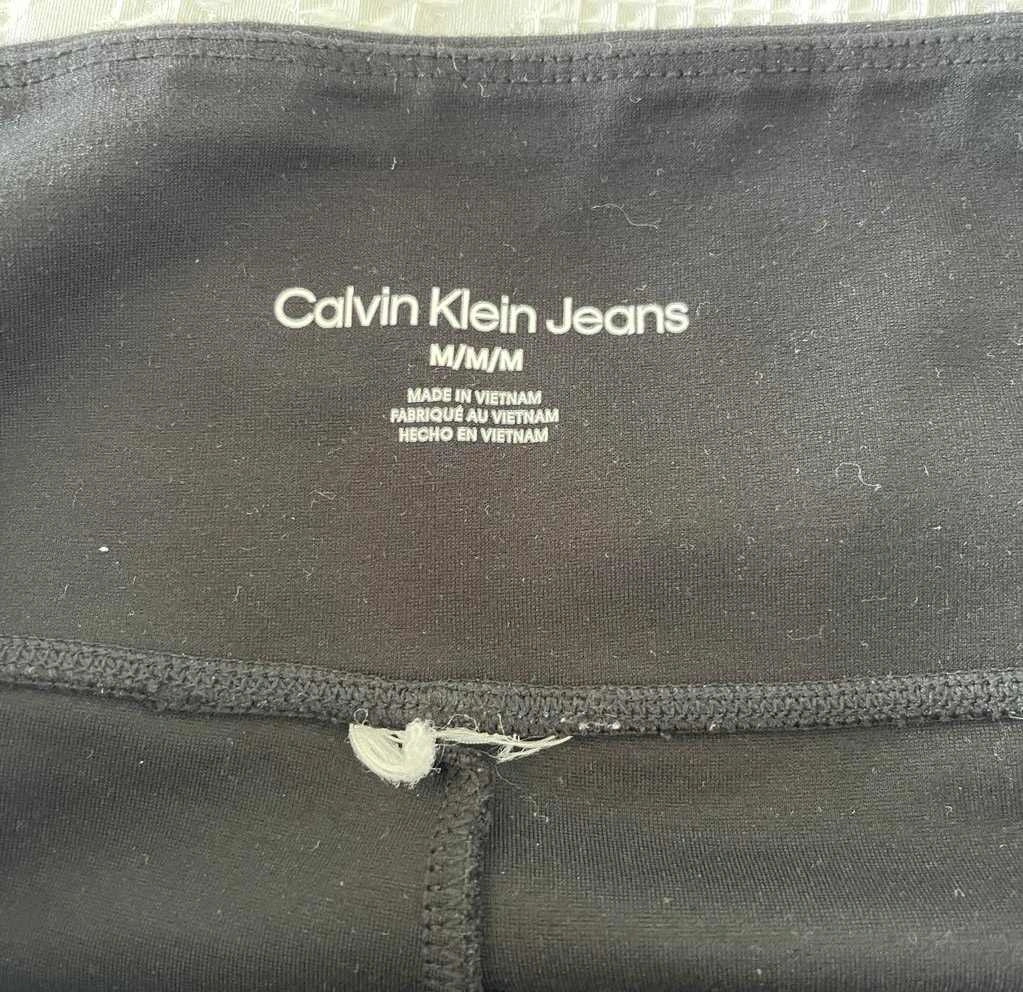 Calvin Klein Jeans
M/M/M
MADE IN VIETNAM
FABRIQUÉ AU VIETNAM
HECHO EN VIETNAM